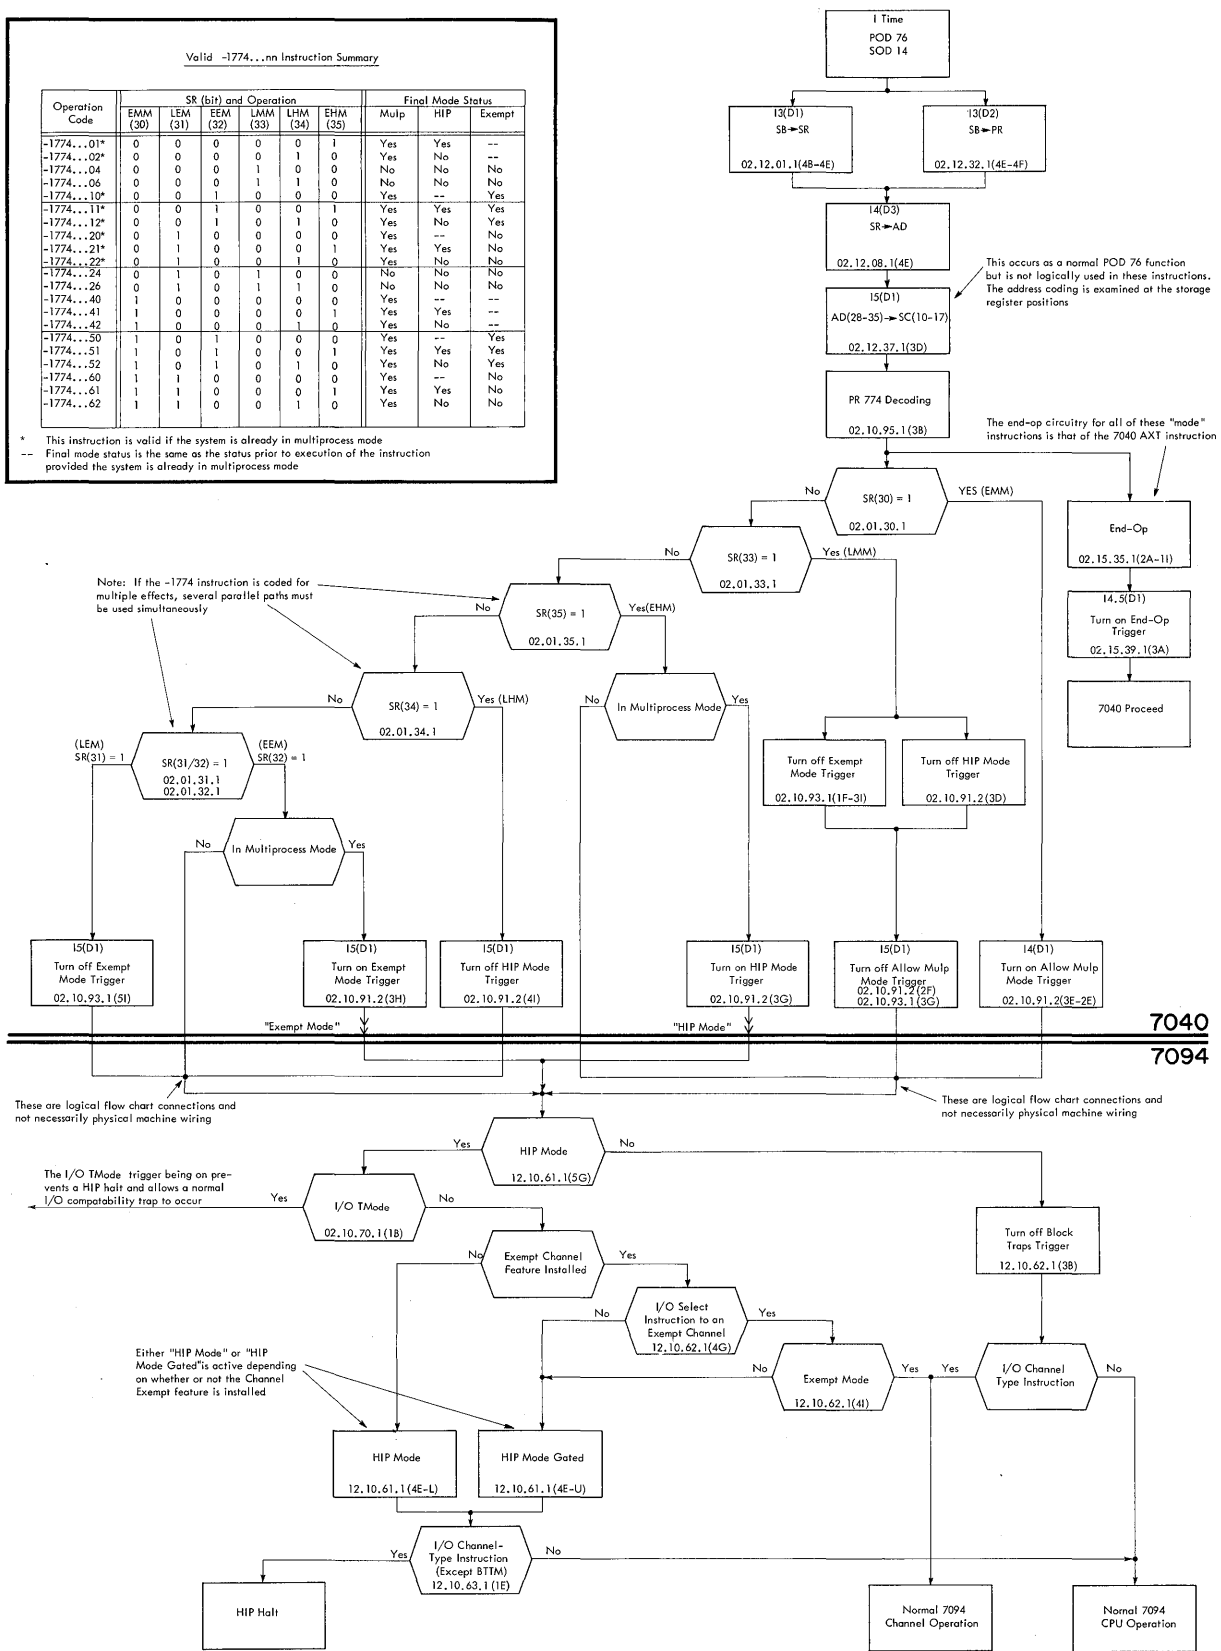 Valid -1774...nn Instruction Summary
Operation Code SR (bit) and Operation Final Mode Status
EMM (30) LEM (31) EEM (32) LMM (33) LHM (34) EHM (35) Mulp HIP Exempt
-1774...01* 0 0 0 0 0 1 Yes Yes --
-1774...02* 0 0 0 0 1 0 Yes No --
-1774...04 0 0 0 1 0 0 No No No
-1774...06 0 0 0 1 1 0 No No No
-1774...10* 0 0 1 0 0 0 Yes -- Yes
-1774...11* 0 0 1 0 0 1 Yes Yes Yes
-1774...12* 0 0 1 0 1 0 Yes No Yes
-1774...20* 0 1 0 0 0 0 Yes -- No
-1774...21* 0 1 0 0 0 1 Yes Yes No
-1774...22* 0 1 0 0 1 0 Yes No No
-1774...24 0 1 0 1 0 0 No No No
-1774...26 0 1 0 1 1 0 No No No
-1774...40 1 0 0 0 0 0 Yes -- --
-1774...41 1 0 0 0 0 1 Yes Yes --
-1774...42 1 0 0 0 1 0 Yes No --
-1774...50 1 0 1 0 0 0 Yes -- Yes
-1774...51 1 0 1 0 0 1 Yes Yes Yes
-1774...52 1 0 1 0 1 0 Yes No Yes
-1774...60 1 1 0 0 0 0 Yes -- No
-1774...61 1 1 0 0 0 1 Yes Yes No
-1774...62 1 1 0 0 1 0 Yes No No
* This instruction is valid if the system is already in multiprocess mode
-- Final mode status is the same as the status prior to execution of the instruction
provided the system is already in multiprocess mode
I Time
POD 76
SOD 14
I3(D1)
SB→SR
02.12.01.1(4B-4E)
I3(D2)
SB→PR
02.12.32.1(4E-4F)
I4(D3)
SR→AD
02.12.08.1(4E)
This occurs as a normal POD 76 function
but is not logically used in these instructions.
The address coding is examined at the storage
register positions
I5(D1)
AD(28-35)→SC(10-17)
02.12.37.1(3D)
PR 774 Decoding
02.10.95.1(3B)
The end-op circuitry for all of these "mode"
instructions is that of the 7040 AXT instruction
No
SR(30) = 1
02.01.30.1
YES (EMM)
End-Op
02.15.35.1(2A-1I)
No
SR(33) = 1
02.01.33.1
Yes (LMM)
I4.5(D1)
Turn on End-Op
Trigger
02.15.39.1(3A)
Note: If the -1774 instruction is coded for
multiple effects, several parallel paths must
be used simultaneously
No
SR(35) = 1
02.01.35.1
Yes(EHM)
7040 Proceed
No
SR(34) = 1
02.01.34.1
Yes (LHM)
No
In Multiprocess Mode
Yes
(LEM)
SR(31) = 1
SR(31/32) = 1
02.01.31.1
02.01.32.1
(EEM)
SR(32) = 1
Turn off Exempt
Mode Trigger
02.10.93.1(1F-3I)
Turn off HIP Mode
Trigger
02.10.91.2(3D)
No
In Multiprocess Mode
Yes
I5(D1)
Turn off Exempt
Mode Trigger
02.10.93.1(5I)
I5(D1)
Turn on Exempt
Mode Trigger
02.10.91.2(3H)
I5(D1)
Turn off HIP Mode
Trigger
02.10.91.2(4I)
I5(D1)
Turn on HIP Mode
Trigger
02.10.91.2(3G)
I5(D1)
Turn off Allow Mulp
Mode Trigger
02.10.91.2(2F)
02.10.93.1(3G)
I4(D1)
Turn on Allow Mulp
Mode Trigger
02.10.91.2(3E-2E)
"Exempt Mode"
"HIP Mode"
7040
7094
These are logical flow chart connections and
not necessarily physical machine wiring
These are logical flow chart connections and
not necessarily physical machine wiring
Yes
HIP Mode
12.10.61.1(5G)
No
The I/O TMode trigger being on pre-
vents a HIP halt and allows a normal
I/O compatability trap to occur
Yes
I/O TMode
02.10.70.1(1B)
No
Turn off Block
Traps Trigger
12.10.62.1(3B)
No
Exempt Channel
Feature Installed
Yes
No
I/O Select
Instruction to an
Exempt Channel
12.10.62.1(4G)
Yes
Either "HIP Mode" or "HIP
Mode Gated" is active depending
on whether or not the Channel
Exempt feature is installed
No
Exempt Mode
12.10.62.1(4I)
Yes
Yes
I/O Channel
Type Instruction
No
HIP Mode
12.10.61.1(4E-L)
HIP Mode Gated
12.10.61.1(4E-U)
Yes
I/O Channel-
Type Instruction
(Except BTTM)
12.10.63.1(1E)
No
HIP Halt
Normal 7094
Channel Operation
Normal 7094
CPU Operation